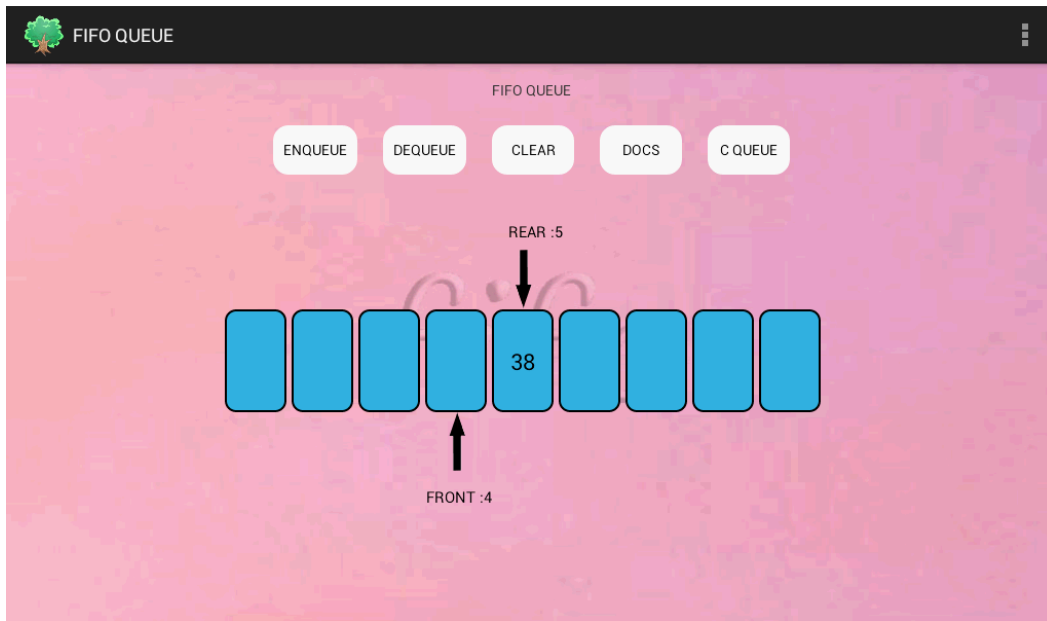 FIFO QUEUE
FIFO QUEUE
ENQUEUE DEQUEUE CLEAR DOCS C QUEUE
REAR :5
38
FRONT :4